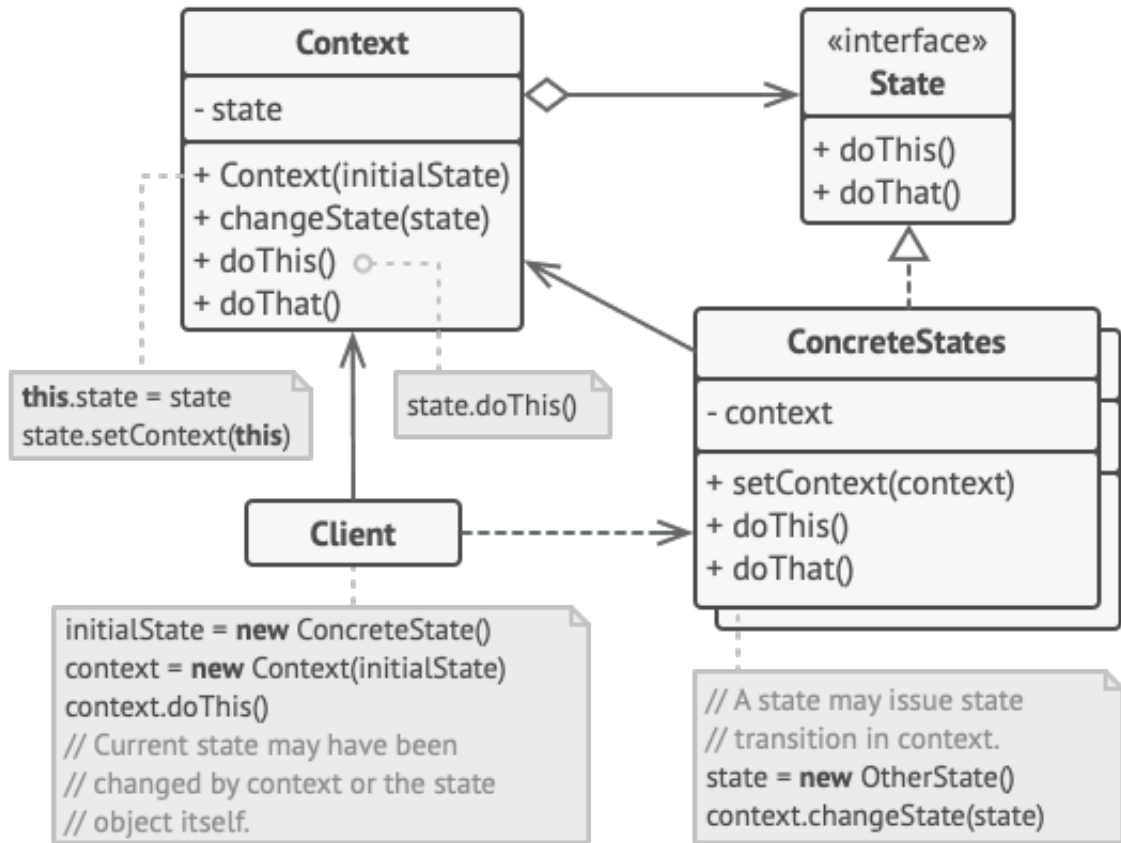 Context
- state
+ Context(initialState)
+ changeState(state)
+ doThis()
+ doThat()
«interface»
State
+ doThis()
+ doThat()
this.state = state
state.setContext(this)
state.doThis()
ConcreteStates
- context
+ setContext(context)
+ doThis()
+ doThat()
Client
initialState = new ConcreteState()
context = new Context(initialState)
context.doThis()
// Current state may have been
// changed by context or the state
// object itself.
// A state may issue state
// transition in context.
state = new OtherState()
context.changeState(state)